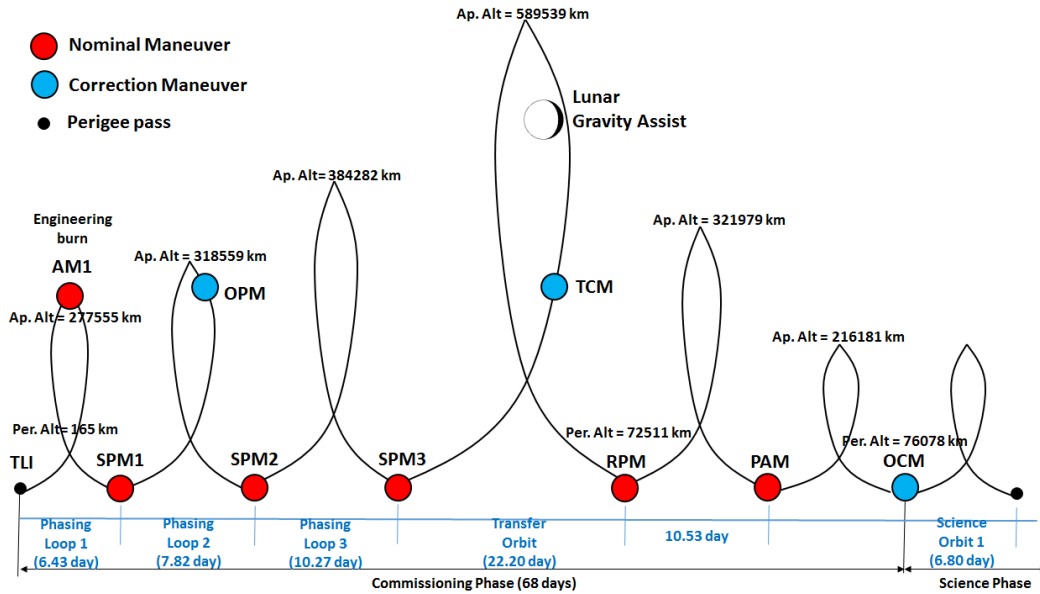 Ap. Alt = 589539 km
Nominal Maneuver
Correction Maneuver
Perigee pass
Lunar
Gravity Assist
Ap. Alt= 384282 km
Engineering
burn
AM1
Ap. Alt = 277555 km
Ap. Alt = 318559 km
OPM
TCM
Ap. Alt = 321979 km
Ap. Alt = 216181 km
Per. Alt=165 km
Per. Alt = 72511 km
Per. Alt = 76078 km
TLI
SPM1
SPM2
SPM3
RPM
PAM
OCM
Phasing
Loop 1
(6.43 day)
Phasing
Loop 2
(7.82 day)
Phasing
Loop 3
(10.27 day)
Transfer
Orbit
(22.20 day)
10.53 day
Science
Orbit 1
(6.80 day)
Commissioning Phase (68 days)
Science Phase